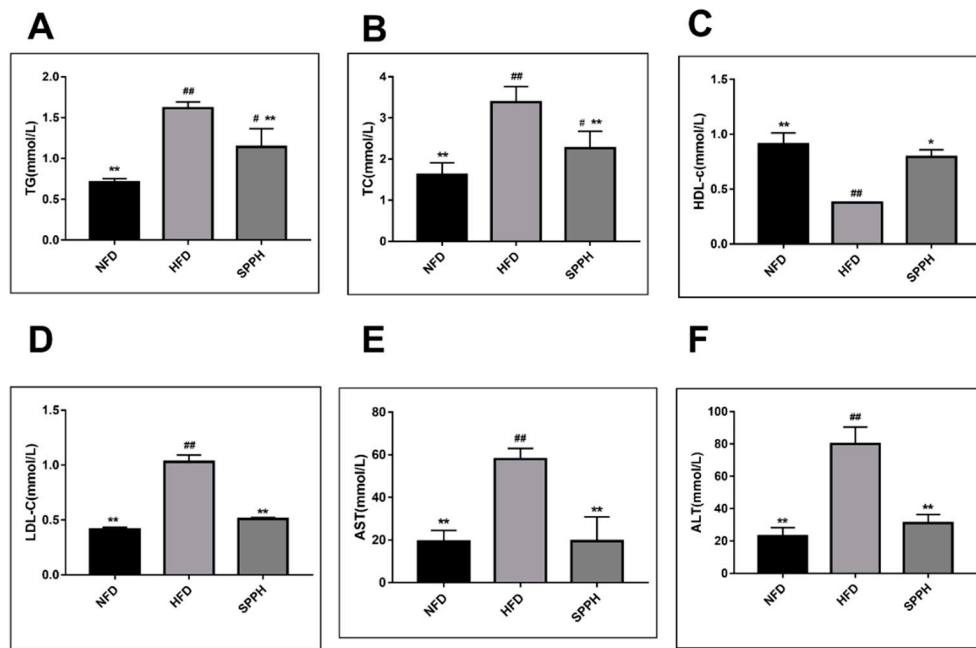 A
TG(mmol/L)
2.0
1.5
1.0
0.5
0.0
**
##
# **
NFD
HFD
SPPH
B
TC(mmol/L)
4
3
2
1
0
**
##
# **
NFD
HFD
SPPH
C
HDL-c(mmol/L)
1.5
1.0
0.5
0.0
**
##
*
NFD
HFD
SPPH
D
LDL-C(mmol/L)
1.5
1.0
0.5
0.0
**
##
**
NFD
HFD
SPPH
E
AST(mmol/L)
80
60
40
20
0
**
##
**
NFD
HFD
SPPH
F
ALT(mmol/L)
100
80
60
40
20
0
**
##
**
NFD
HFD
SPPH